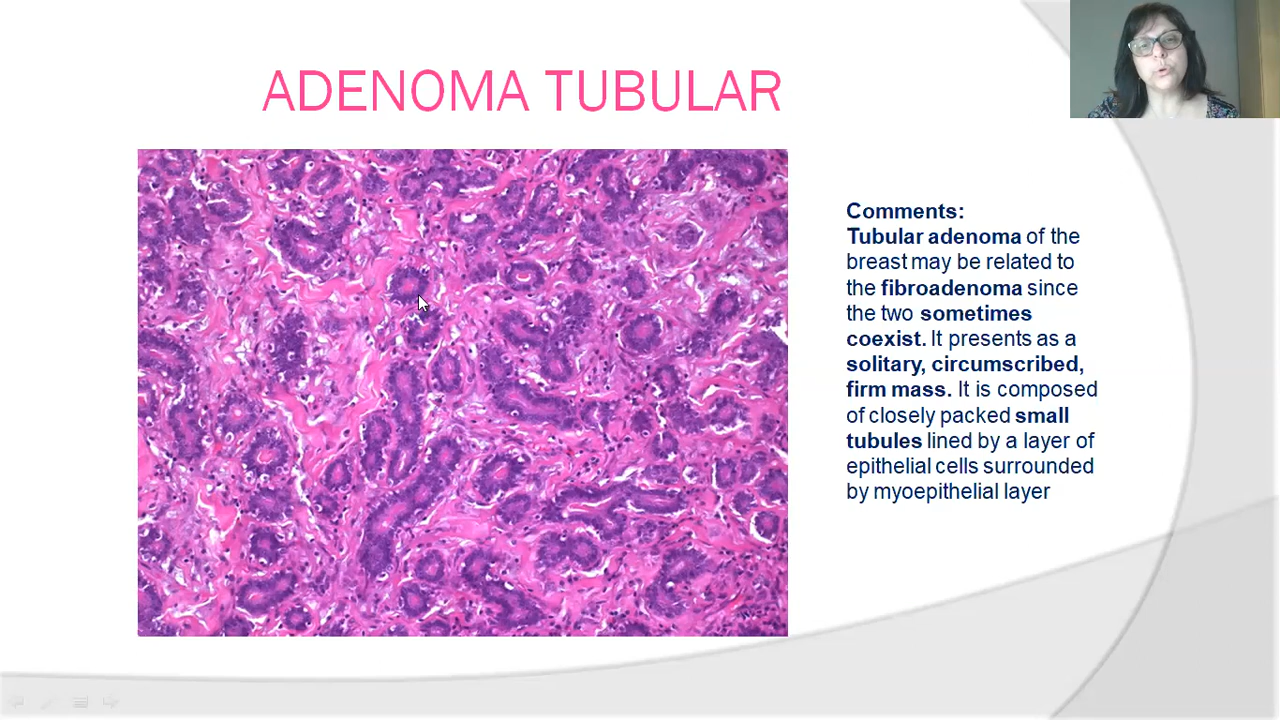 ADENOMA TUBULAR
Comments:
Tubular adenoma of the
breast may be related to
the fibroadenoma since
the two sometimes
coexist. It presents as a
solitary, circumscribed,
firm mass. It is composed
of closely packed small
tubules lined by a layer of
epithelial cells surrounded
by myoepithelial layer